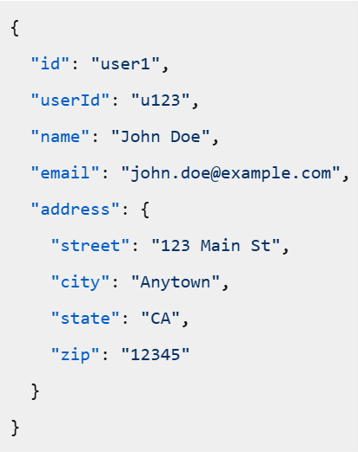 {
"id": "user1",
"userId": "u123",
"name": "John Doe",
"email": "john.doe@example.com",
"address": {
"street": "123 Main St",
"city": "Anytown",
"state": "CA",
"zip": "12345"
}
}